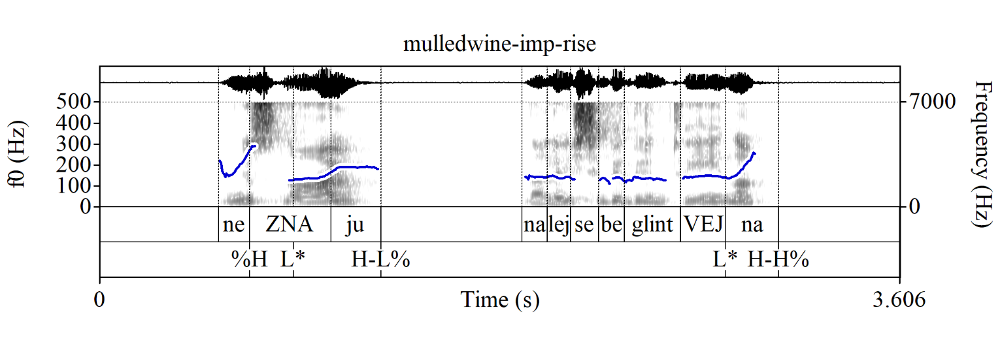 mulledwine-imp-rise
500
400
300
200
100
0
f0 (Hz)
7000
0
Frequency (Hz)
ne ZNA ju na lej se be glint VEJ na
%H L* H-L% L* H-H%
0 Time (s) 3.606